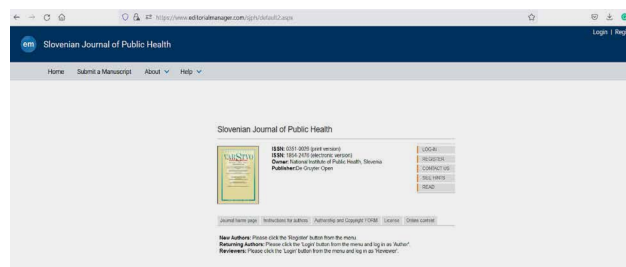 https://www.editorialmanager.com/sjph/default2.aspx
Login | Reg
em Slovenian Journal of Public Health
Home Submit a Manuscript About Help
Slovenian Journal of Public Health
VARSTVO
ISSN: 0351-0026 (print version)
ISSN: 1854-2476 (electronic version)
Owner: National Institute of Public Health, Slovenia
Publisher:De Gruyter Open
LOG-IN
REGISTER
CONTACT US
READ
Journal home page Instructions for authors Authorship and Copyright FORM License Online content
New Authors: Please click the 'Register' button from the menu.
Returning Authors: Please click the 'Login' button from the menu and log in as 'Author'.
Reviewers: Please click the 'Login' button from the menu and log in as 'Reviewer'.